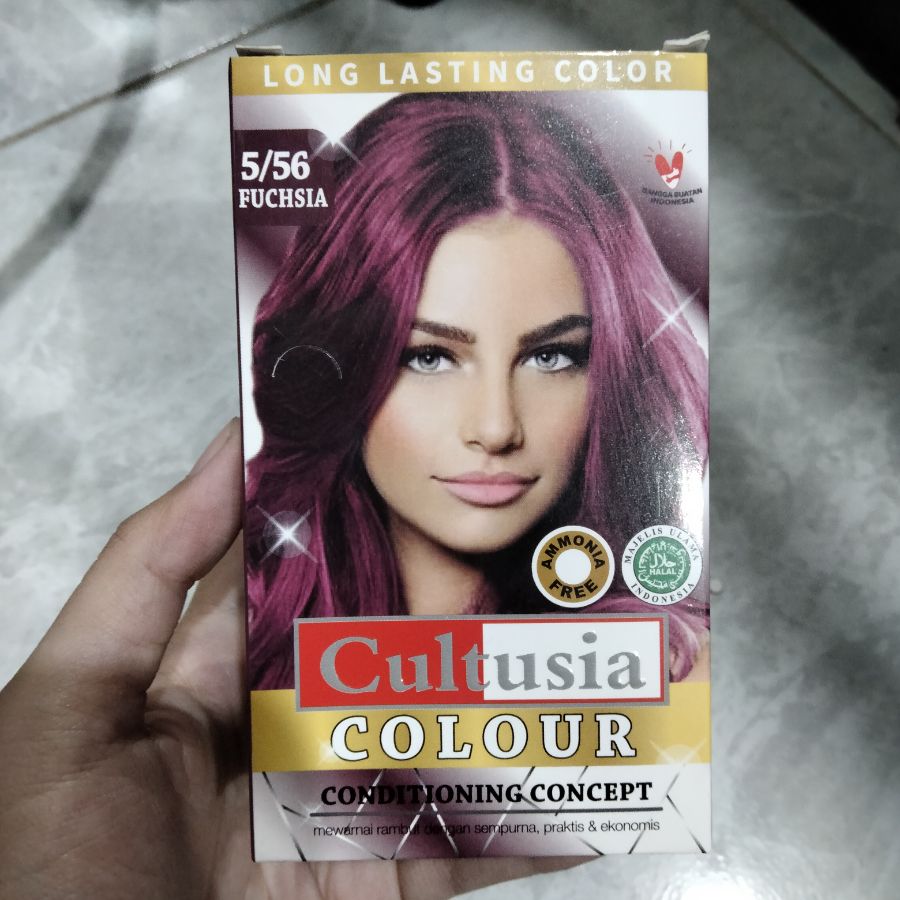 LONG LASTING COLOR
5/56
FUCHSIA
BANGGA BUATAN
INDONESIA
AMMONIA
FREE
MAJELIS ULAMA
حلال
HALAL
INDONESIA
Cultusia
COLOUR
CONDITIONING CONCEPT
mewarnai rambut dengan sempurna, praktis & ekonomis